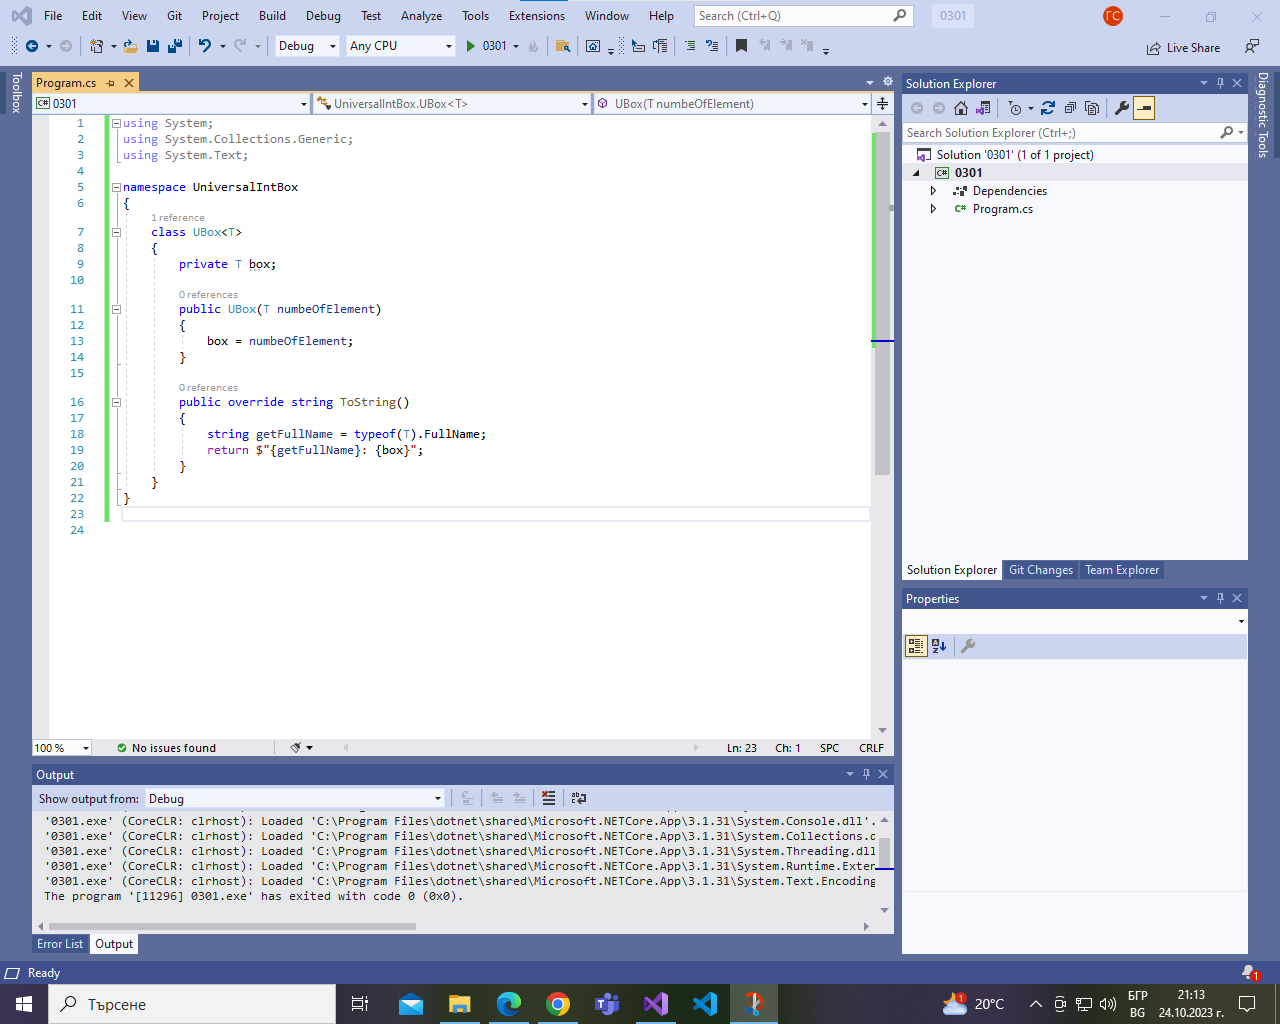 File Edit View Git Project Build Debug Test Analyze Tools Extensions Window Help Search (Ctrl+Q) 0301 ГС
Debug Any CPU 0301 Live Share
Toolbox
Program.cs
0301 UniversalIntBox.UBox<T> UBox(T numbeOfElement)
1 using System;
2 using System.Collections.Generic;
3 using System.Text;
4
5 namespace UniversalIntBox
6 {
1 reference
7 class UBox<T>
8 {
9 private T box;
10
0 references
11 public UBox(T numbeOfElement)
12 {
13 box = numbeOfElement;
14 }
15
0 references
16 public override string ToString()
17 {
18 string getFullName = typeof(T).FullName;
19 return $"{getFullName}: {box}";
20 }
21 }
22 }
23
24
100 % No issues found Ln: 23 Ch: 1 SPC CRLF
Output
Show output from: Debug
'0301.exe' (CoreCLR: clrhost): Loaded 'C:\Program Files\dotnet\shared\Microsoft.NETCore.App\3.1.31\System.Console.dll'.
'0301.exe' (CoreCLR: clrhost): Loaded 'C:\Program Files\dotnet\shared\Microsoft.NETCore.App\3.1.31\System.Collections.d
'0301.exe' (CoreCLR: clrhost): Loaded 'C:\Program Files\dotnet\shared\Microsoft.NETCore.App\3.1.31\System.Threading.dll
'0301.exe' (CoreCLR: clrhost): Loaded 'C:\Program Files\dotnet\shared\Microsoft.NETCore.App\3.1.31\System.Runtime.Exter
'0301.exe' (CoreCLR: clrhost): Loaded 'C:\Program Files\dotnet\shared\Microsoft.NETCore.App\3.1.31\System.Text.Encoding
The program '[11296] 0301.exe' has exited with code 0 (0x0).
Error List Output
Solution Explorer
Search Solution Explorer (Ctrl+;)
Solution '0301' (1 of 1 project)
C# 0301
Dependencies
C# Program.cs
Solution Explorer Git Changes Team Explorer
Properties
Diagnostic Tools
Ready 1
Търсене 1 20°C БГР 21:13
BG 24.10.2023 г.